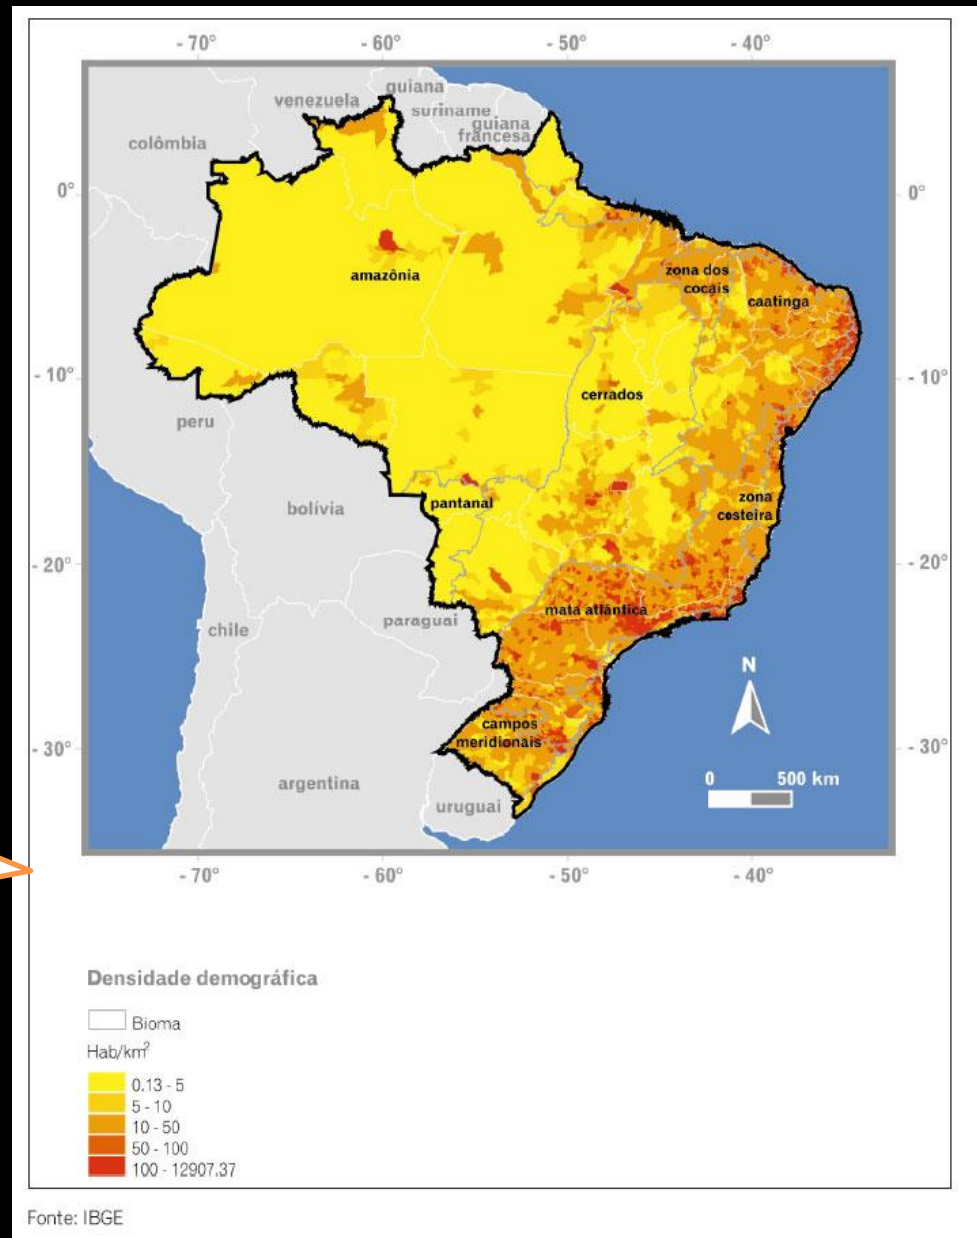 - 70°
- 60°
- 50°
- 40°
guiana
venezuela
suriname
guiana
francesa
colômbia
0°
0°
amazônia
zona dos
cocais
caatinga
- 10°
- 10°
cerrados
peru
pantanal
zona
costeira
bolívia
- 20°
- 20°
mata atlântica
paraguai
chile
N
campos
meridionais
- 30°
- 30°
0 500 km
argentina
uruguai
- 70°
- 60°
- 50°
- 40°
Densidade demográfica
Bioma
Hab/km²
0.13 - 5
5 - 10
10 - 50
50 - 100
100 - 12907.37
Fonte: IBGE